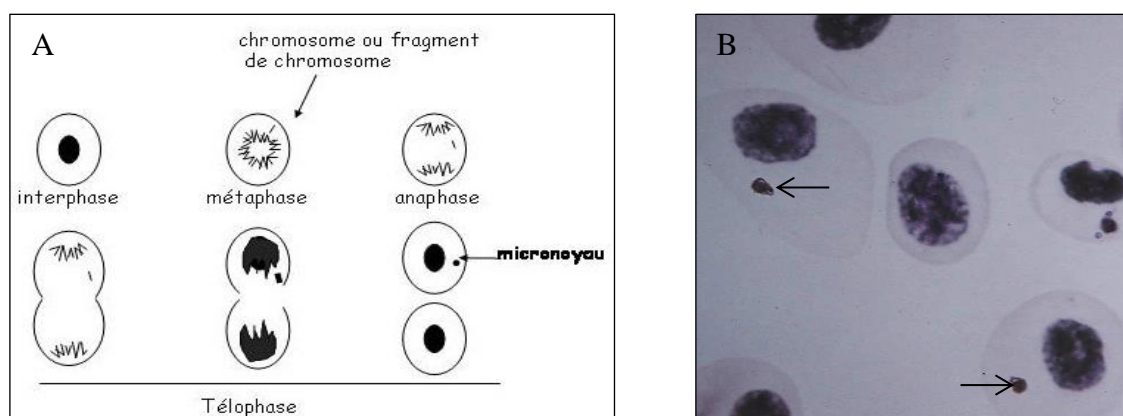 A
chromosome ou fragment
de chromosome
interphase
métaphase
anaphase
micronoyau
Télophase
B